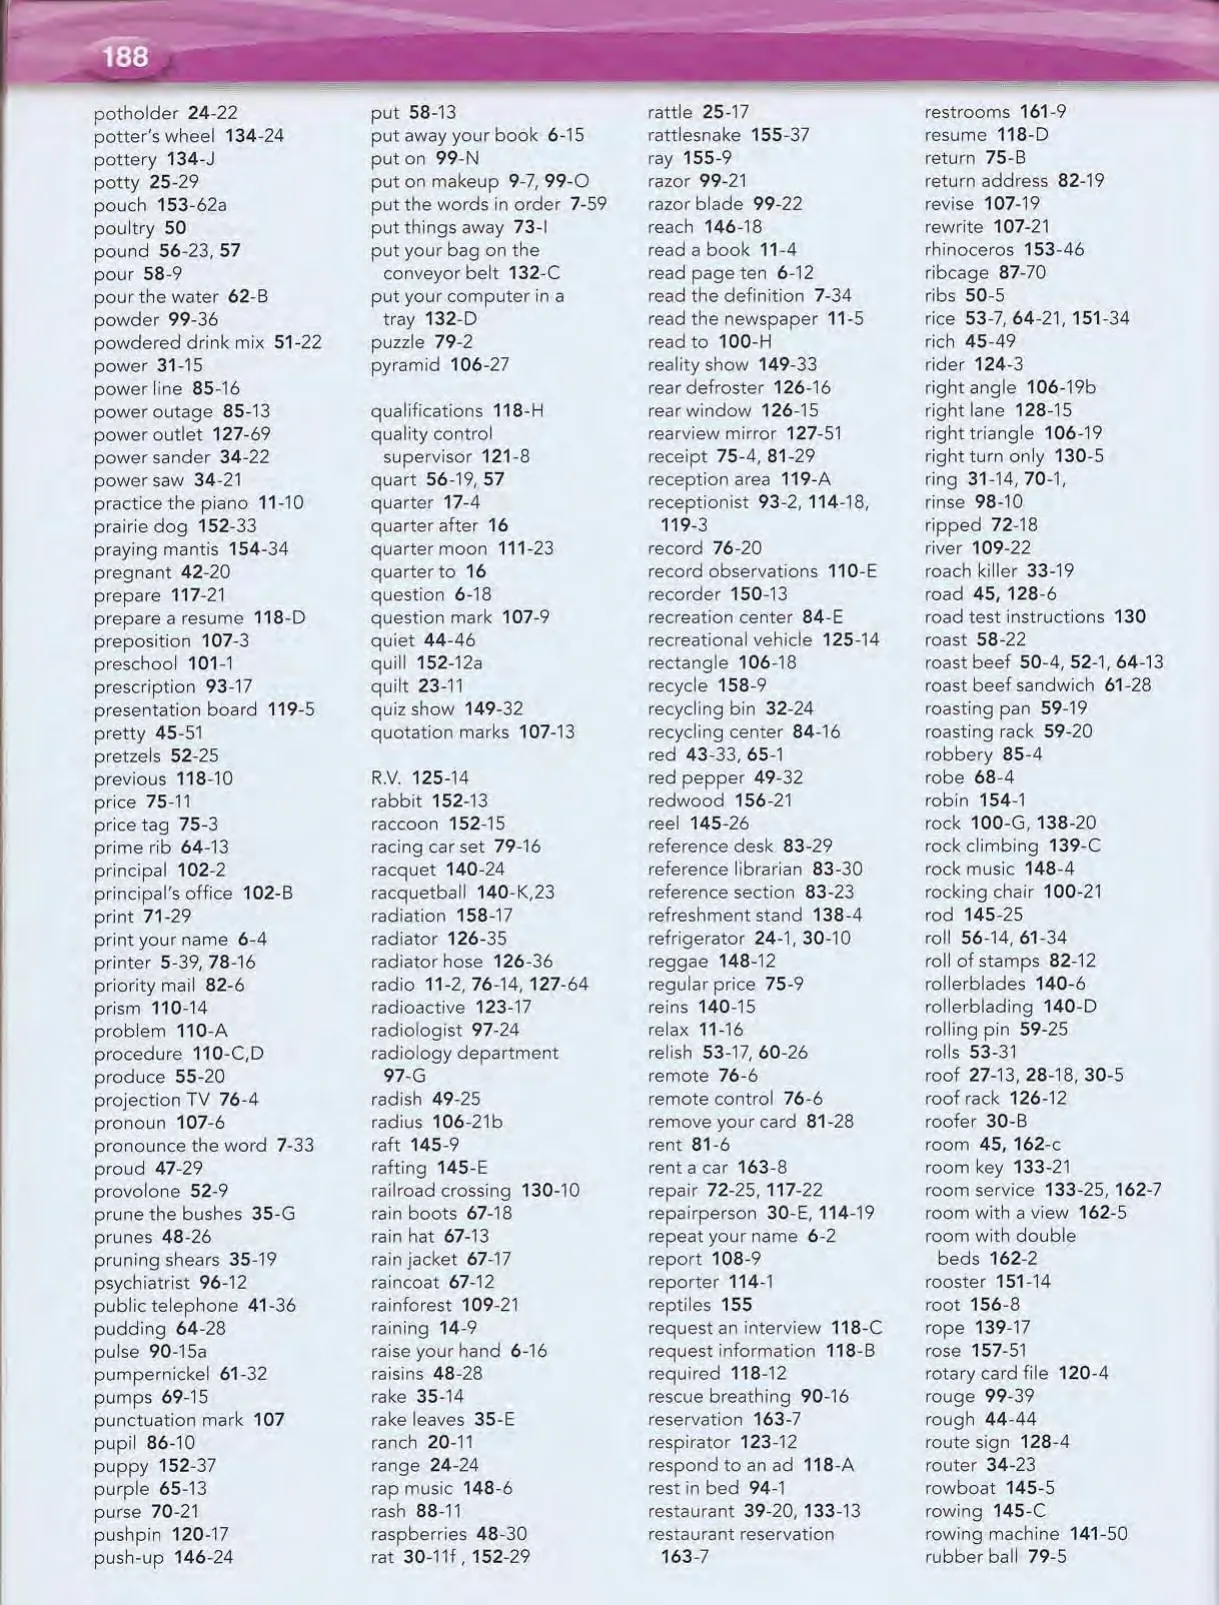 188
potholder 24-22
potter's wheel 134-24
pottery 134-J
potty 25-29
pouch 153-62a
poultry 50
pound 56-23, 57
pour 58-9
pour the water 62-B
powder 99-36
powdered drink mix 51-22
power 31-15
power line 85-16
power outage 85-13
power outlet 127-69
power sander 34-22
power saw 34-21
practice the piano 11-10
prairie dog 152-33
praying mantis 154-34
pregnant 42-20
prepare 117-21
prepare a resume 118-D
preposition 107-3
preschool 101-1
prescription 93-17
presentation board 119-5
pretty 45-51
pretzels 52-25
previous 118-10
price 75-11
price tag 75-3
prime rib 64-13
principal 102-2
principal's office 102-B
print 71-29
print your name 6-4
printer 5-39, 78-16
priority mail 82-6
prism 110-14
problem 110-A
procedure 110-C,D
produce 55-20
projection TV 76-4
pronoun 107-6
pronounce the word 7-33
proud 47-29
provolone 52-9
prune the bushes 35-G
prunes 48-26
pruning shears 35-19
psychiatrist 96-12
public telephone 41-36
pudding 64-28
pulse 90-15a
pumpernickel 61-32
pumps 69-15
punctuation mark 107
pupil 86-10
puppy 152-37
purple 65-13
purse 70-21
pushpin 120-17
push-up 146-24
put 58-13
put away your book 6-15
put on 99-N
put on makeup 9-7, 99-O
put the words in order 7-59
put things away 73-I
put your bag on the
conveyor belt 132-C
put your computer in a
tray 132-D
puzzle 79-2
pyramid 106-27
qualifications 118-H
quality control
supervisor 121-8
quart 56-19, 57
quarter 17-4
quarter after 16
quarter moon 111-23
quarter to 16
question 6-18
question mark 107-9
quiet 44-46
quill 152-12a
quilt 23-11
quiz show 149-32
quotation marks 107-13
R.V. 125-14
rabbit 152-13
raccoon 152-15
racing car set 79-16
racquet 140-24
racquetball 140-K,23
radiation 158-17
radiator 126-35
radiator hose 126-36
radio 11-2, 76-14, 127-64
radioactive 123-17
radiologist 97-24
radiology department
97-G
radish 49-25
radius 106-21b
raft 145-9
rafting 145-E
railroad crossing 130-10
rain boots 67-18
rain hat 67-13
rain jacket 67-17
raincoat 67-12
rainforest 109-21
raining 14-9
raise your hand 6-16
raisins 48-28
rake 35-14
rake leaves 35-E
ranch 20-11
range 24-24
rap music 148-6
rash 88-11
raspberries 48-30
rat 30-11f , 152-29
rattle 25-17
rattlesnake 155-37
ray 155-9
razor 99-21
razor blade 99-22
reach 146-18
read a book 11-4
read page ten 6-12
read the definition 7-34
read the newspaper 11-5
read to 100-H
reality show 149-33
rear defroster 126-16
rear window 126-15
rearview mirror 127-51
receipt 75-4, 81-29
reception area 119-A
receptionist 93-2, 114-18,
119-3
record 76-20
record observations 110-E
recorder 150-13
recreation center 84-E
recreational vehicle 125-14
rectangle 106-18
recycle 158-9
recycling bin 32-24
recycling center 84-16
red 43-33, 65-1
red pepper 49-32
redwood 156-21
reel 145-26
reference desk 83-29
reference librarian 83-30
reference section 83-23
refreshment stand 138-4
refrigerator 24-1, 30-10
reggae 148-12
regular price 75-9
reins 140-15
relax 11-16
relish 53-17, 60-26
remote 76-6
remote control 76-6
remove your card 81-28
rent 81-6
rent a car 163-8
repair 72-25, 117-22
repairperson 30-E, 114-19
repeat your name 6-2
report 108-9
reporter 114-1
reptiles 155
request an interview 118-C
request information 118-B
required 118-12
rescue breathing 90-16
reservation 163-7
respirator 123-12
respond to an ad 118-A
rest in bed 94-1
restaurant 39-20, 133-13
restaurant reservation
163-7
restrooms 161-9
resume 118-D
return 75-B
return address 82-19
revise 107-19
rewrite 107-21
rhinoceros 153-46
ribcage 87-70
ribs 50-5
rice 53-7, 64-21, 151-34
rich 45-49
rider 124-3
right angle 106-19b
right lane 128-15
right triangle 106-19
right turn only 130-5
ring 31-14, 70-1,
rinse 98-10
ripped 72-18
river 109-22
roach killer 33-19
road 45, 128-6
road test instructions 130
roast 58-22
roast beef 50-4, 52-1, 64-13
roast beef sandwich 61-28
roasting pan 59-19
roasting rack 59-20
robbery 85-4
robe 68-4
robin 154-1
rock 100-G, 138-20
rock climbing 139-C
rock music 148-4
rocking chair 100-21
rod 145-25
roll 56-14, 61-34
roll of stamps 82-12
rollerblades 140-6
rollerblading 140-D
rolling pin 59-25
rolls 53-31
roof 27-13, 28-18, 30-5
roof rack 126-12
roofer 30-B
room 45, 162-c
room key 133-21
room service 133-25, 162-7
room with a view 162-5
room with double
beds 162-2
rooster 151-14
root 156-8
rope 139-17
rose 157-51
rotary card file 120-4
rouge 99-39
rough 44-44
route sign 128-4
router 34-23
rowboat 145-5
rowing 145-C
rowing machine 141-50
rubber ball 79-5